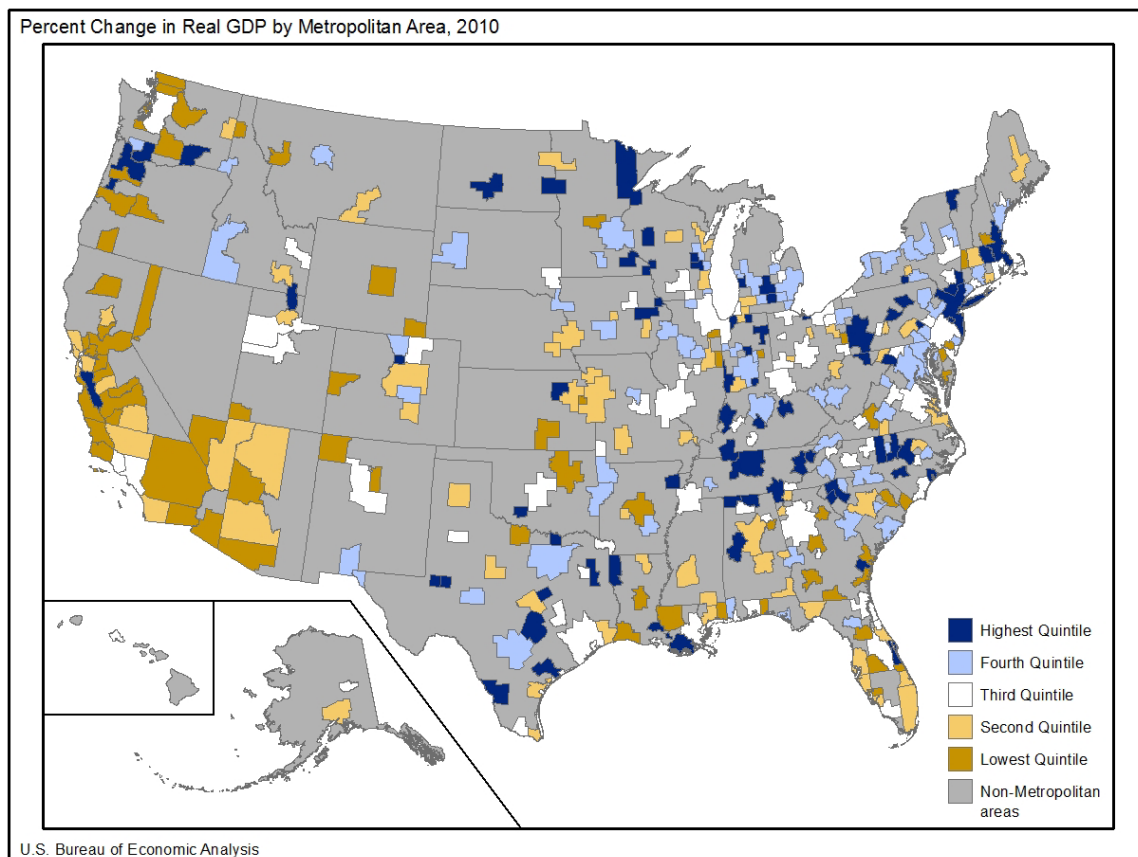 Percent Change in Real GDP by Metropolitan Area, 2010
Highest Quintile
Fourth Quintile
Third Quintile
Second Quintile
Lowest Quintile
Non-Metropolitan
areas
U.S. Bureau of Economic Analysis